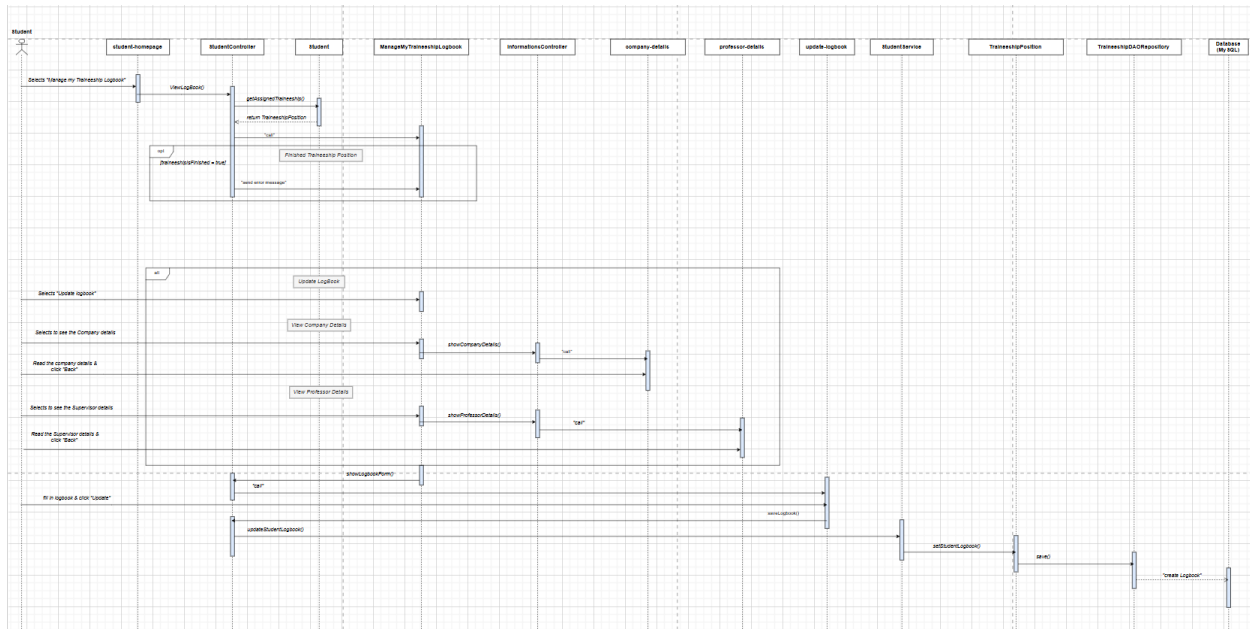 Student
student-homepage
StudentController
Student
ManageMyTraineeshipLogbook
InformationsController
company-details
professor-details
update-logbook
StudentService
TraineeshipPosition
TraineeshipDAORepository
Database
(My SQL)
Selects "Manage my Traineeship Logbook"
ViewLogBook()
getAssignedTraineeship()
return TraineeshipPosition
"call"
opt
Finished Traineeship Position
[traineeshipIsFinished = true]
"send error message"
alt
Update LogBook
Selects "Update logbook"
View Company Details
Selects to see the Company details
showCompanyDetails()
"call"
Read the company details &
click "Back"
View Professor Details
Selects to see the Supervisor details
showProfessorDetails()
"call"
Read the Supervisor details &
click "Back"
showLogbookForm()
"call"
fill in logbook & click "Update"
saveLogbook()
updateStudentLogbook()
setStudentLogbook()
save()
"create Logbook"